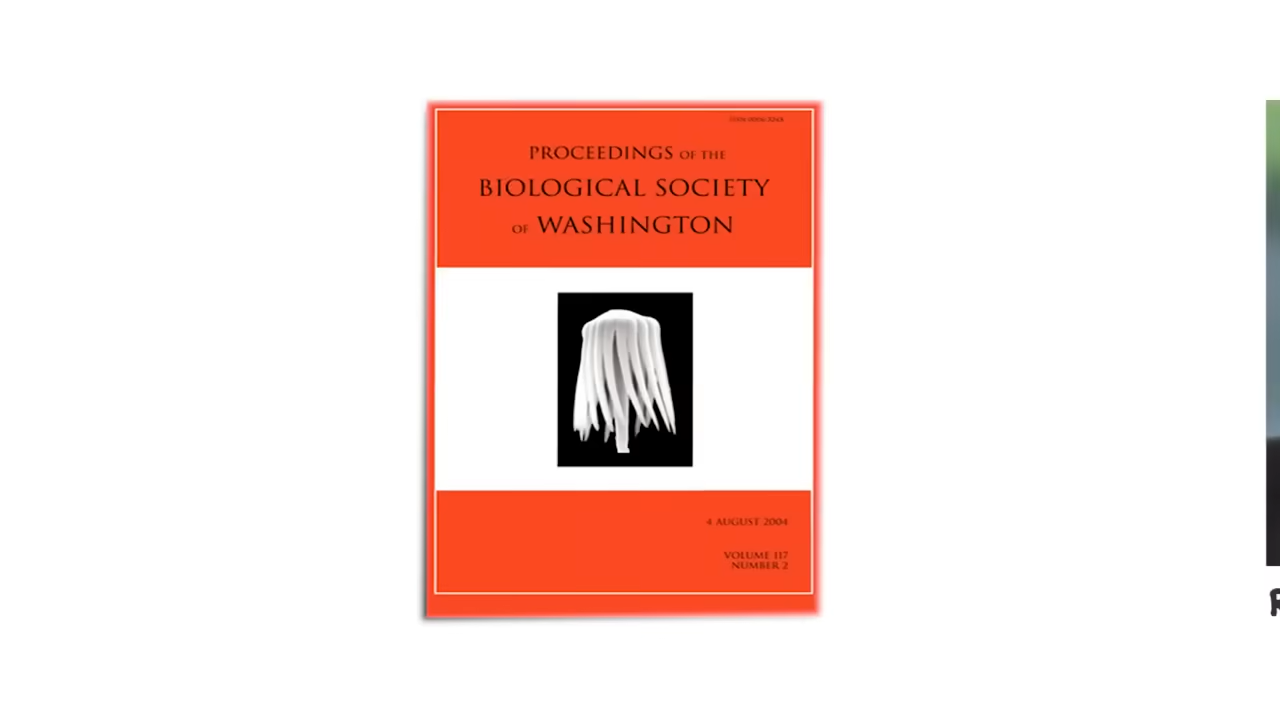 PROCEEDINGS OF THE
BIOLOGICAL SOCIETY
OF WASHINGTON
4 AUGUST 2004
VOLUME 117
NUMBER 2